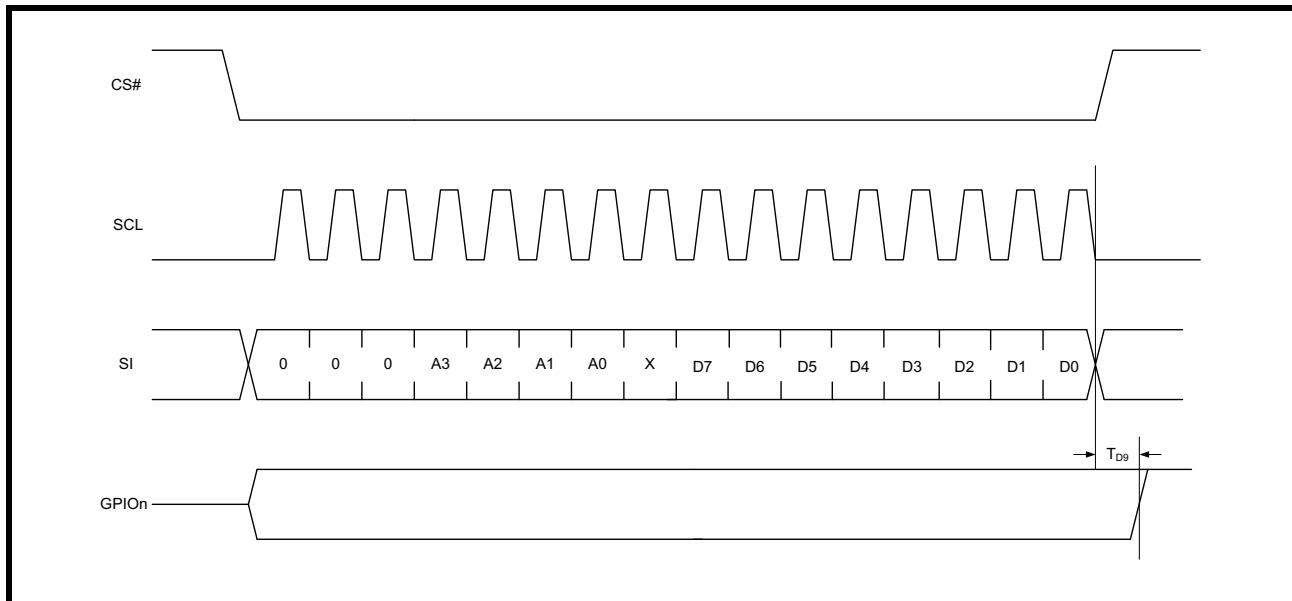 CS#
SCL
SI
0 0 0 A3 A2 A1 A0 X D7 D6 D5 D4 D3 D2 D1 D0
TD9
GPIOn